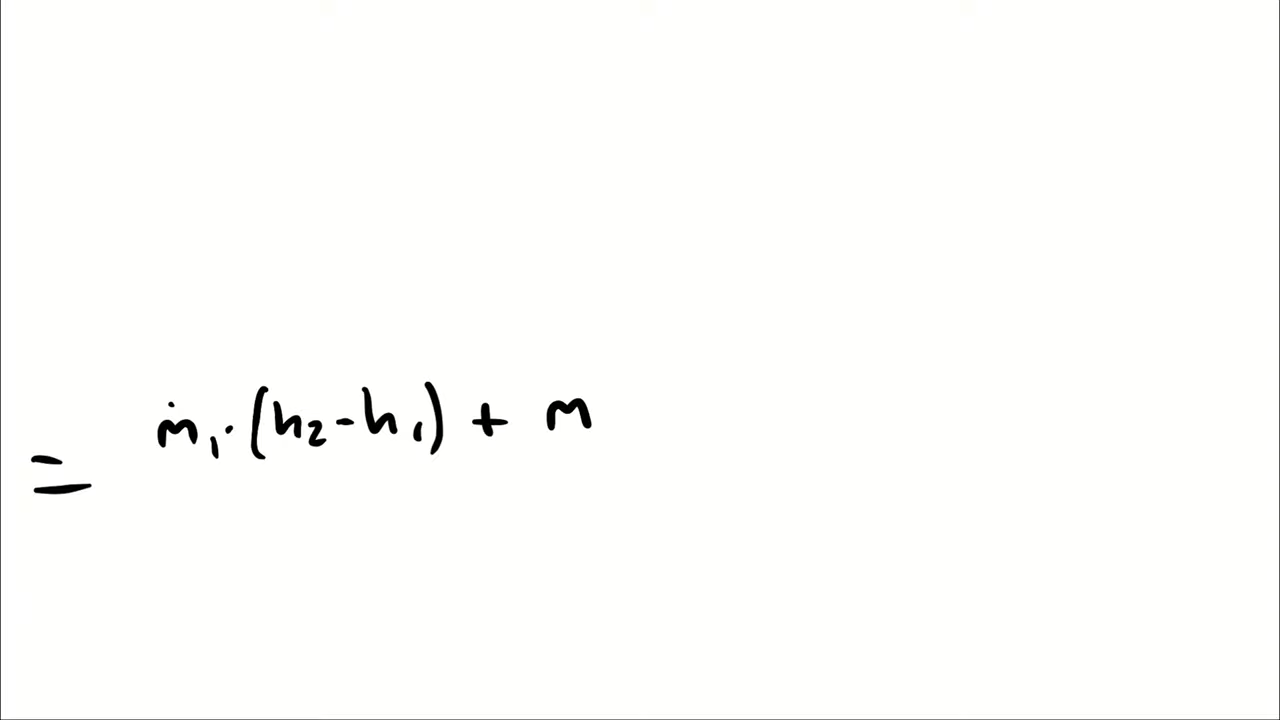 = ṁ₁·(h₂-h₁) + m